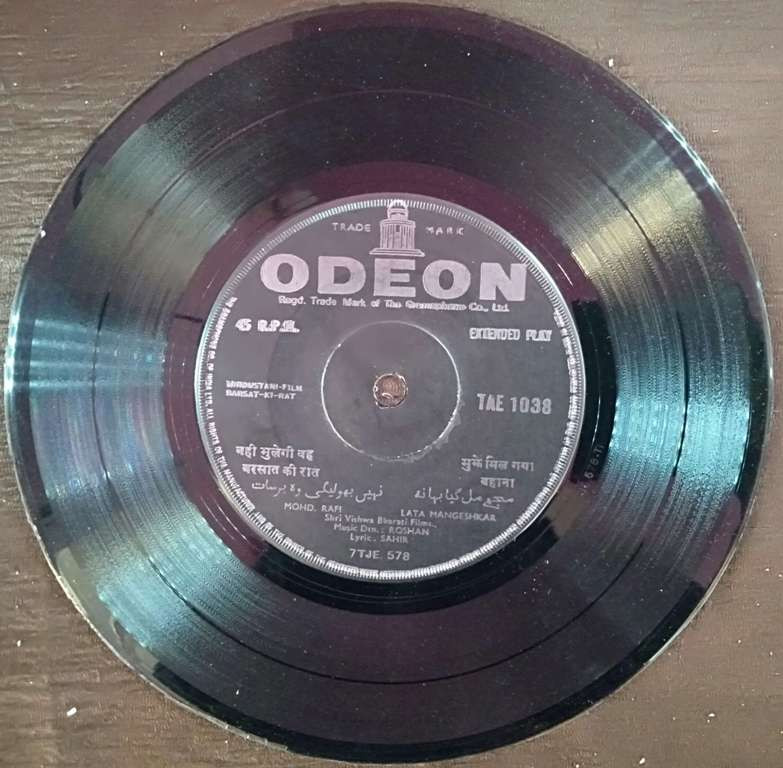 TRADE MARK
ODEON
Regd. Trade Mark of The Gramophone Co., Ltd.
45 R.P.M.
EXTENDED PLAY
HINDUSTANI-FILM
BARSAT-KI-RAT
TAE 1038
नहीं भुलेगी वह
बरसात की रात
मुझे मिल गया
बहाना
نہیں بھولیگی وہ برسات
مجھے مل گیا بہانہ
MOHD. RAFI
LATA MANGESHKAR
Shri Vishwa Bharati Films.,
Music Dtn.: ROSHAN
Lyric. SAHIR
7TJE. 578